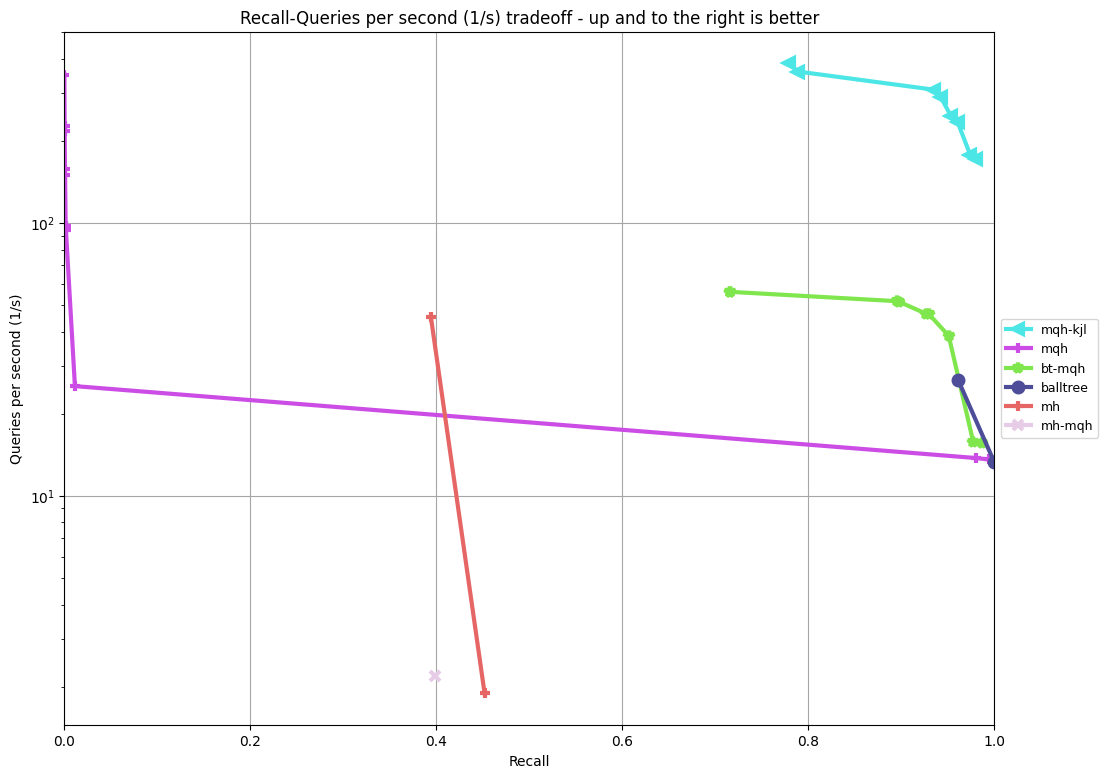 Recall-Queries per second (1/s) tradeoff - up and to the right is better
Queries per second (1/s)
10²
10¹
0.0 0.2 0.4 0.6 0.8 1.0
Recall
mqh-kjl
mqh
bt-mqh
balltree
mh
mh-mqh